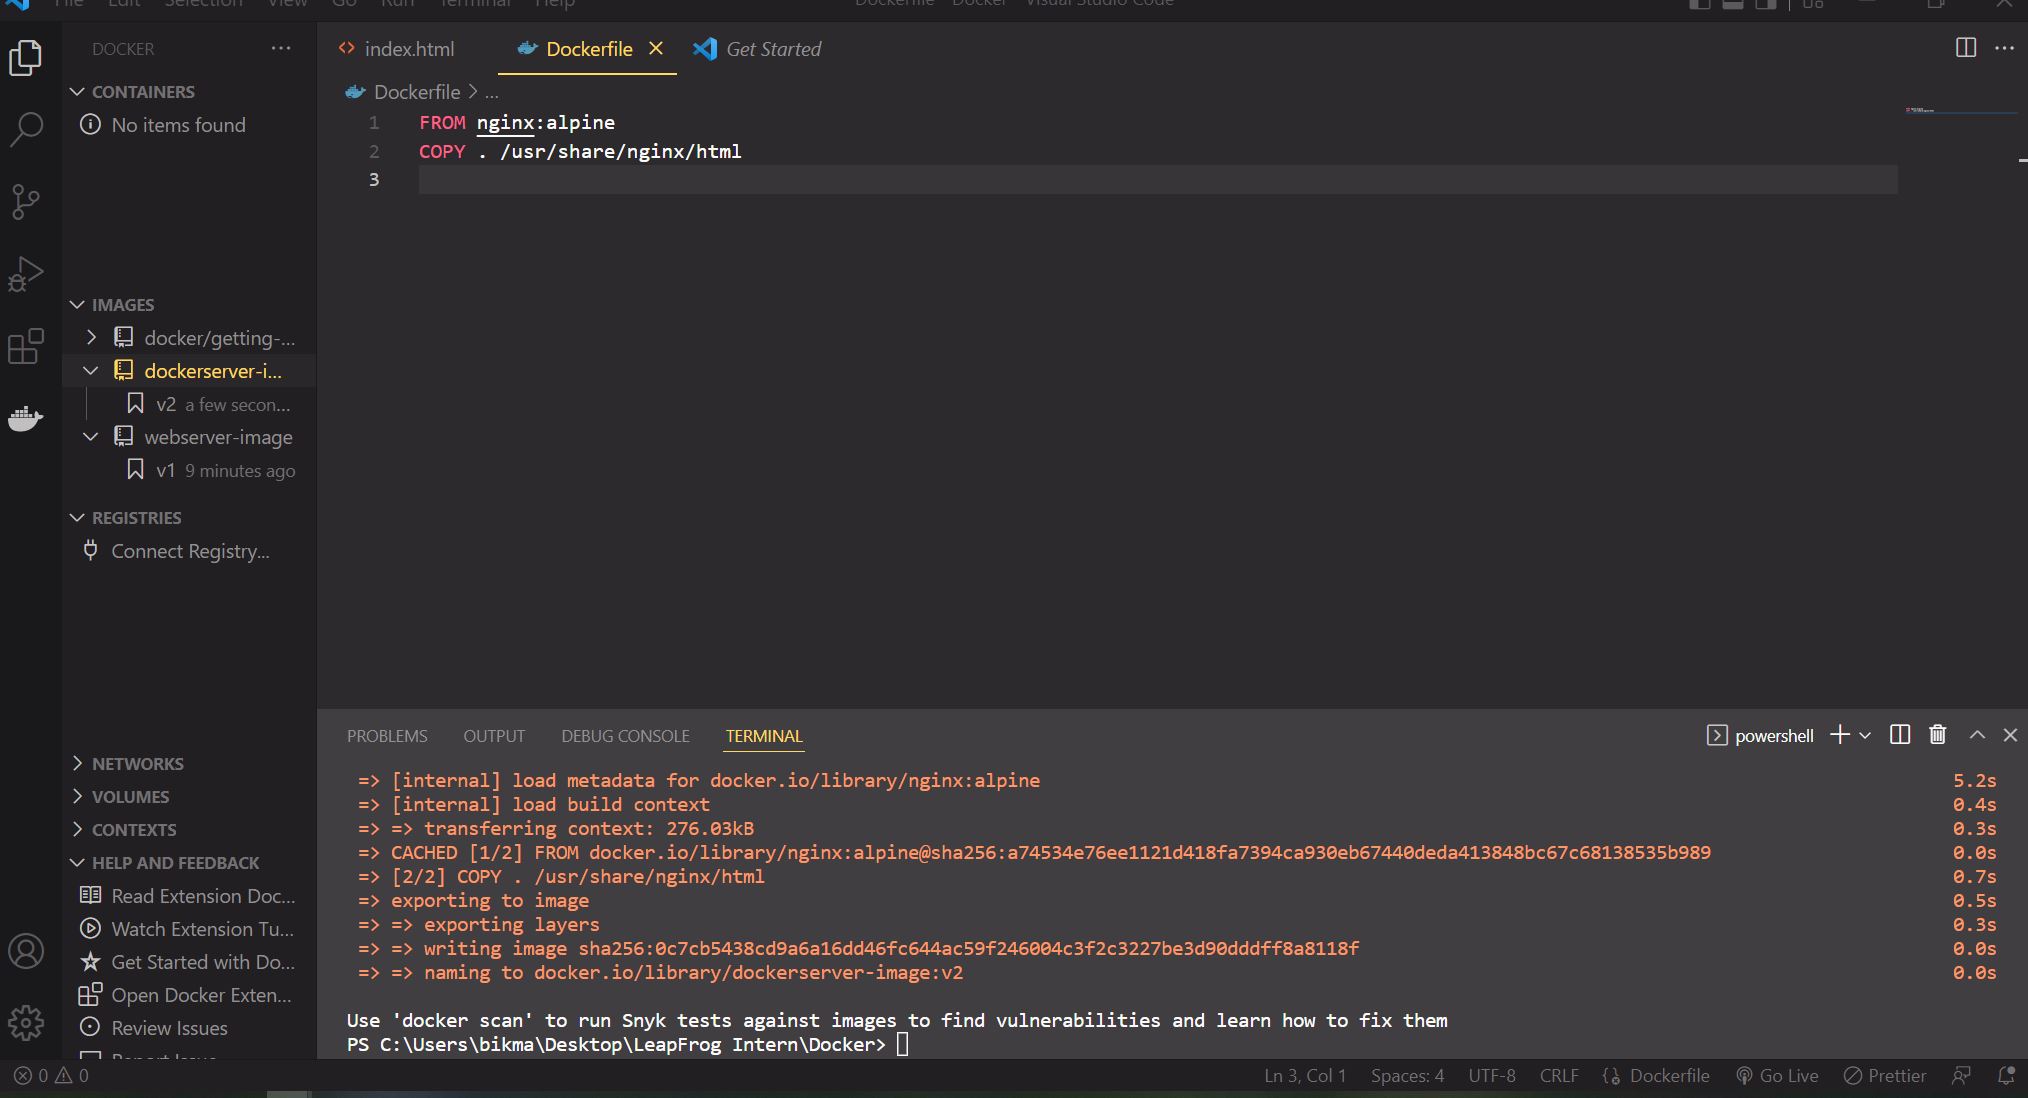 File Edit Selection View Go Run Terminal Help
Dockerfile - Docker - Visual Studio Code
DOCKER
CONTAINERS
No items found
IMAGES
docker/getting-...
dockerserver-i...
v2 a few secon...
webserver-image
v1 9 minutes ago
REGISTRIES
Connect Registry...
NETWORKS
VOLUMES
CONTEXTS
HELP AND FEEDBACK
Read Extension Doc...
Watch Extension Tu...
Get Started with Do...
Open Docker Exten...
Review Issues
Report Issue
index.html Dockerfile Get Started
Dockerfile > ...
1 FROM nginx:alpine
2 COPY . /usr/share/nginx/html
3
PROBLEMS OUTPUT DEBUG CONSOLE TERMINAL powershell
=> [internal] load metadata for docker.io/library/nginx:alpine 5.2s
=> [internal] load build context 0.4s
=> => transferring context: 276.03kB 0.3s
=> CACHED [1/2] FROM docker.io/library/nginx:alpine@sha256:a74534e76ee1121d418fa7394ca930eb67440deda413848bc67c68138535b989 0.0s
=> [2/2] COPY . /usr/share/nginx/html 0.7s
=> exporting to image 0.5s
=> => exporting layers 0.3s
=> => writing image sha256:0c7cb5438cd9a6a16dd46fc644ac59f246004c3f2c3227be3d90dddff8a8118f 0.0s
=> => naming to docker.io/library/dockerserver-image:v2 0.0s
Use 'docker scan' to run Snyk tests against images to find vulnerabilities and learn how to fix them
PS C:\Users\bikma\Desktop\LeapFrog Intern\Docker>
0 0 Ln 3, Col 1 Spaces: 4 UTF-8 CRLF Dockerfile Go Live Prettier